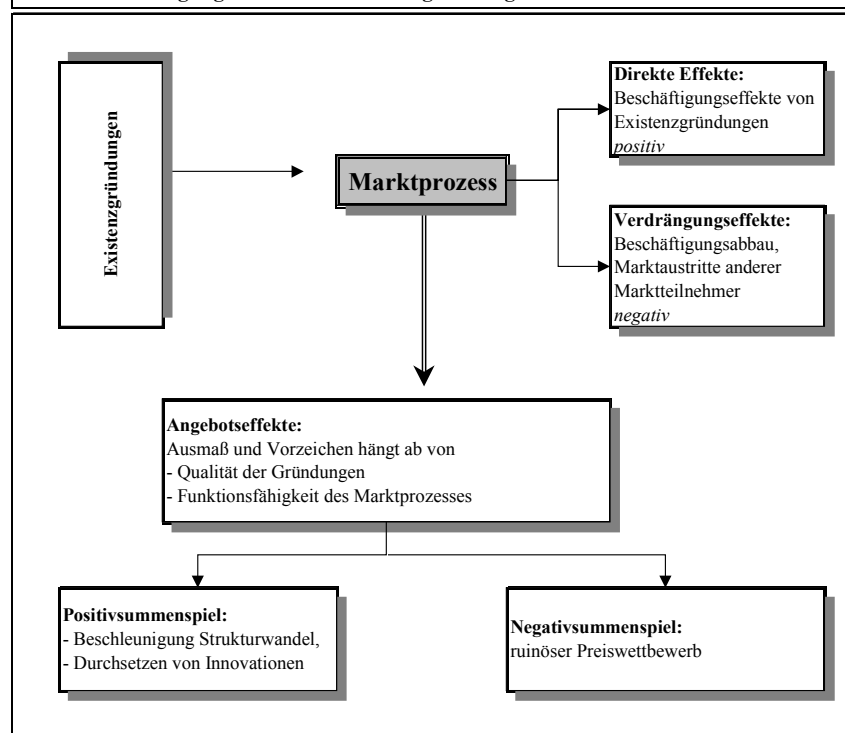 Existenzgründungen
Marktprozess
Direkte Effekte:
Beschäftigungseffekte von
Existenzgründungen
positiv
Verdrängungseffekte:
Beschäftigungsabbau,
Marktaustritte anderer
Marktteilnehmer
negativ
Angebotseffekte:
Ausmaß und Vorzeichen hängt ab von
- Qualität der Gründungen
- Funktionsfähigkeit des Marktprozesses
Positivsummenspiel:
- Beschleunigung Strukturwandel,
- Durchsetzen von Innovationen
Negativsummenspiel:
ruinöser Preiswettbewerb